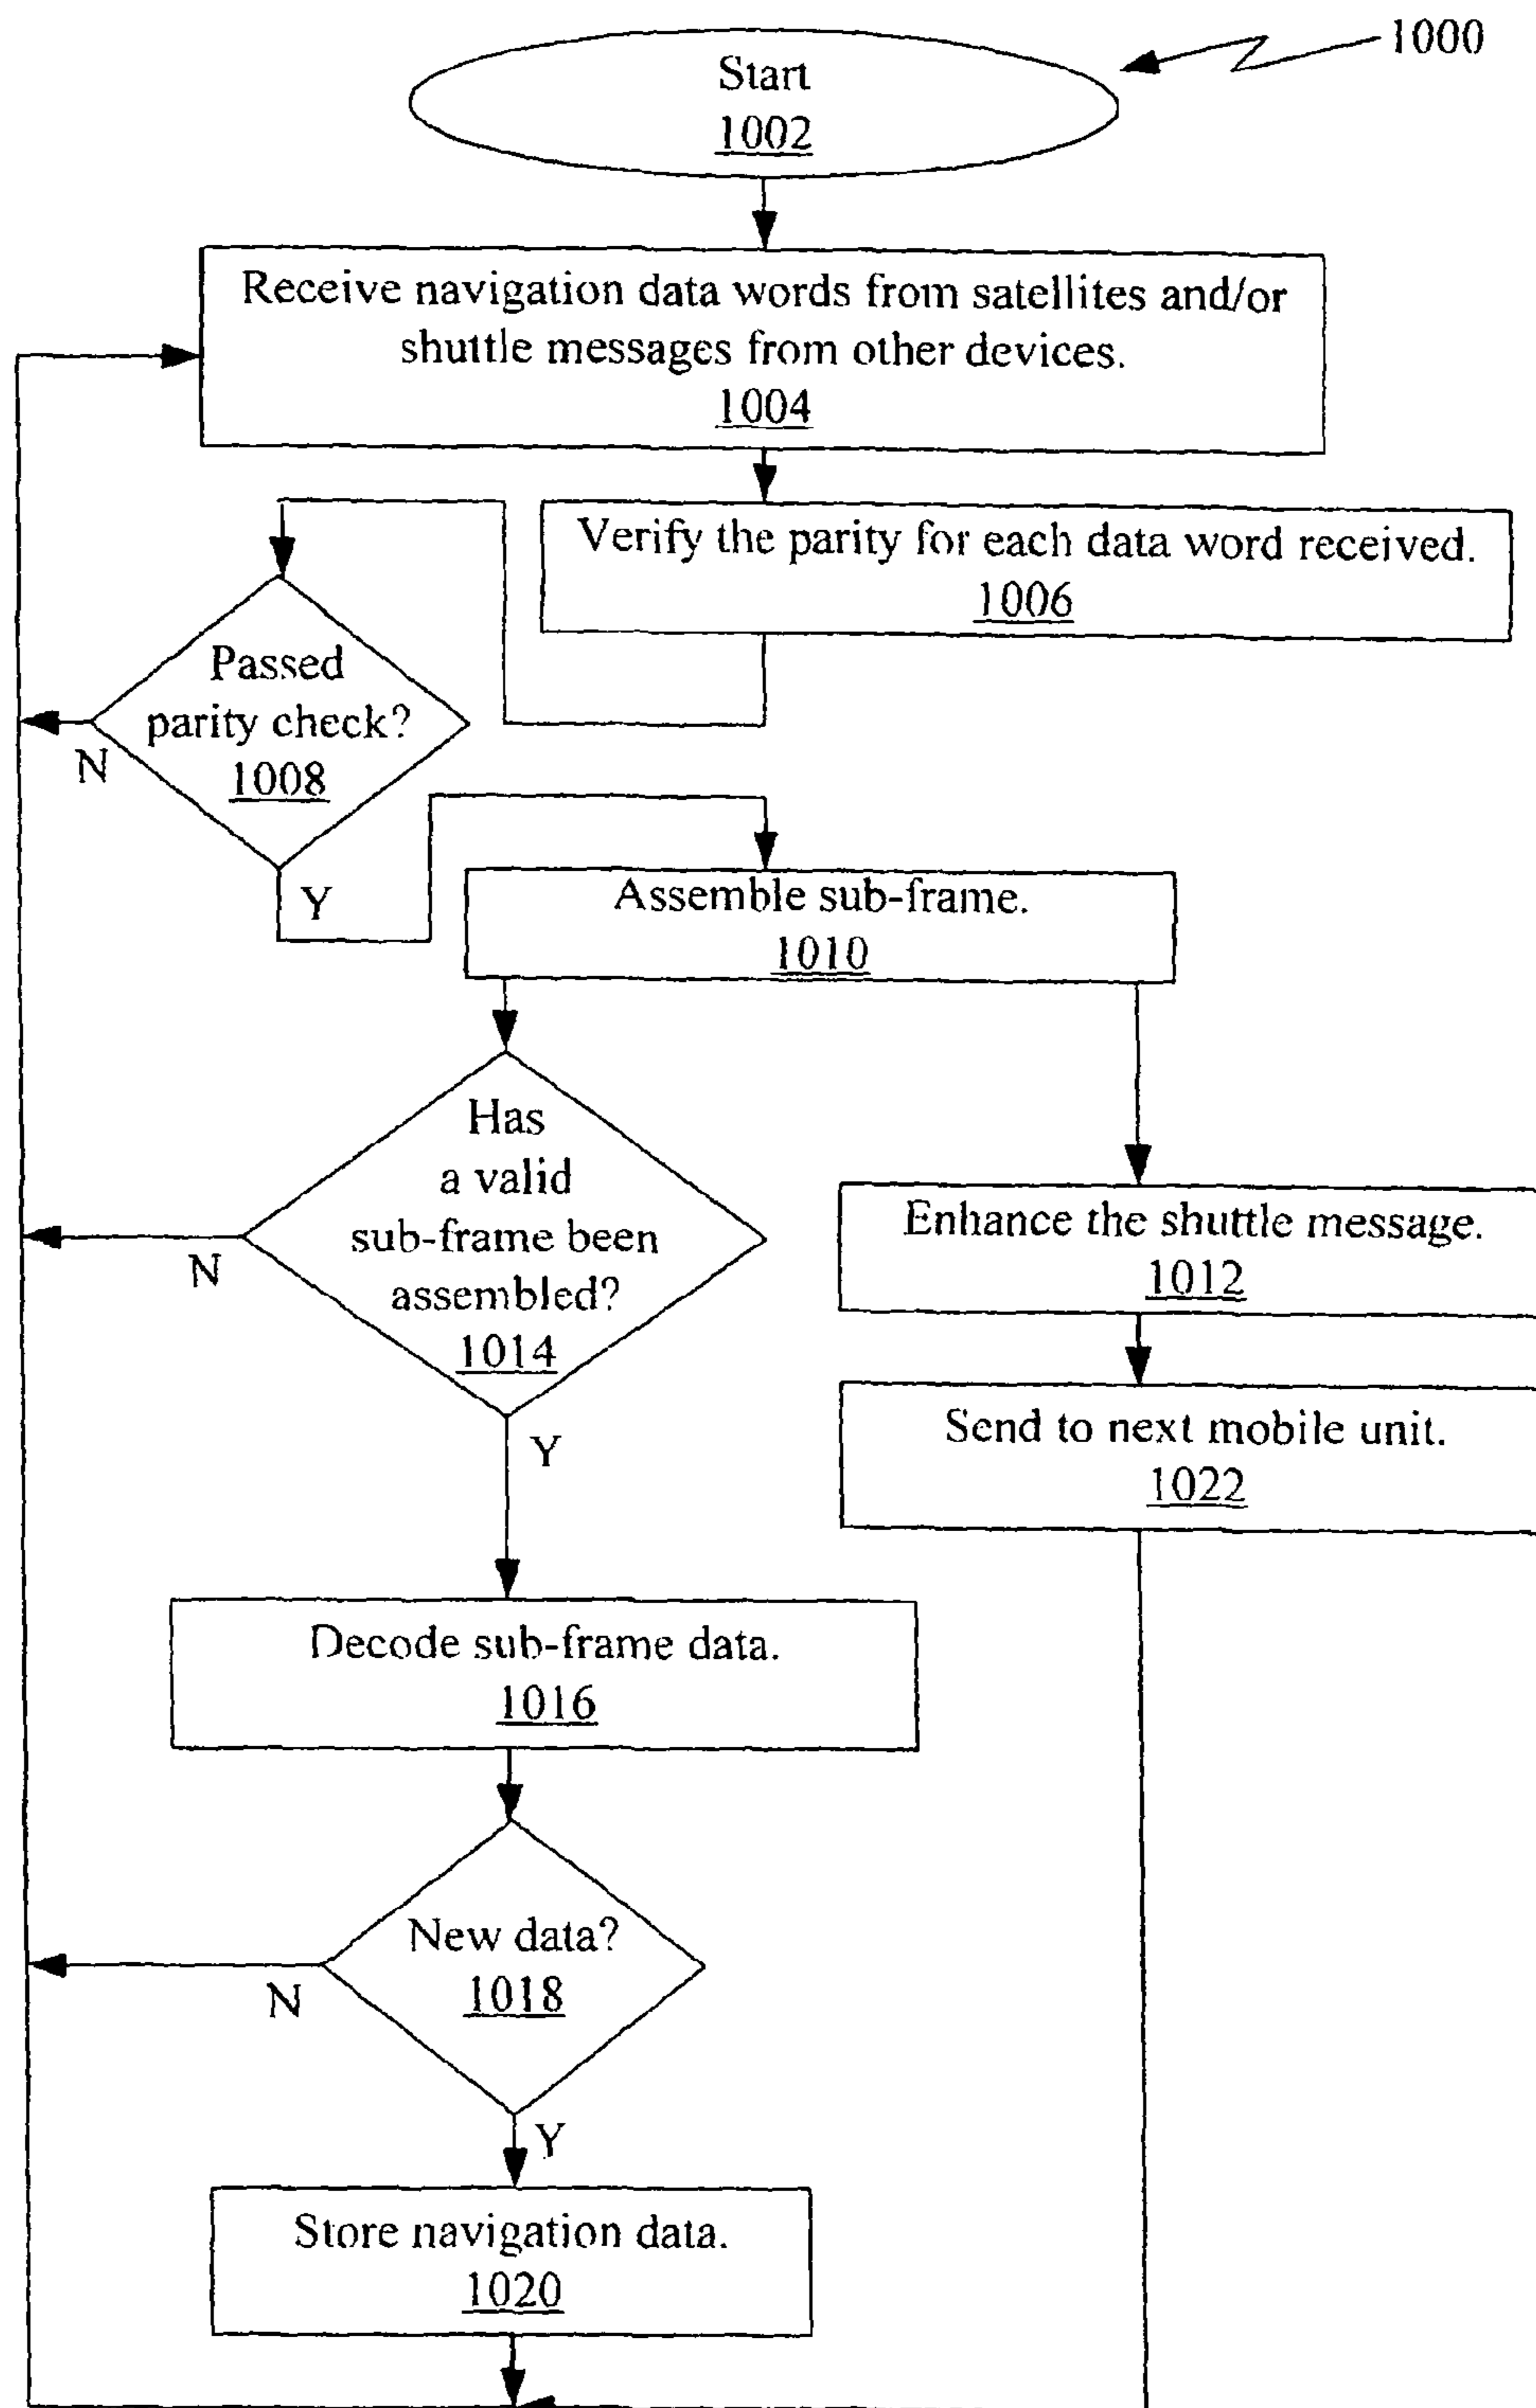 1000
Start
1002
Receive navigation data words from satellites and/or
shuttle messages from other devices.
1004
Verify the parity for each data word received.
1006
Passed
parity check?
1008
N
Y
Assemble sub-frame.
1010
Has
a valid
sub-frame been
assembled?
1014
N
Y
Enhance the shuttle message.
1012
Send to next mobile unit.
1022
Decode sub-frame data.
1016
New data?
1018
N
Y
Store navigation data.
1020